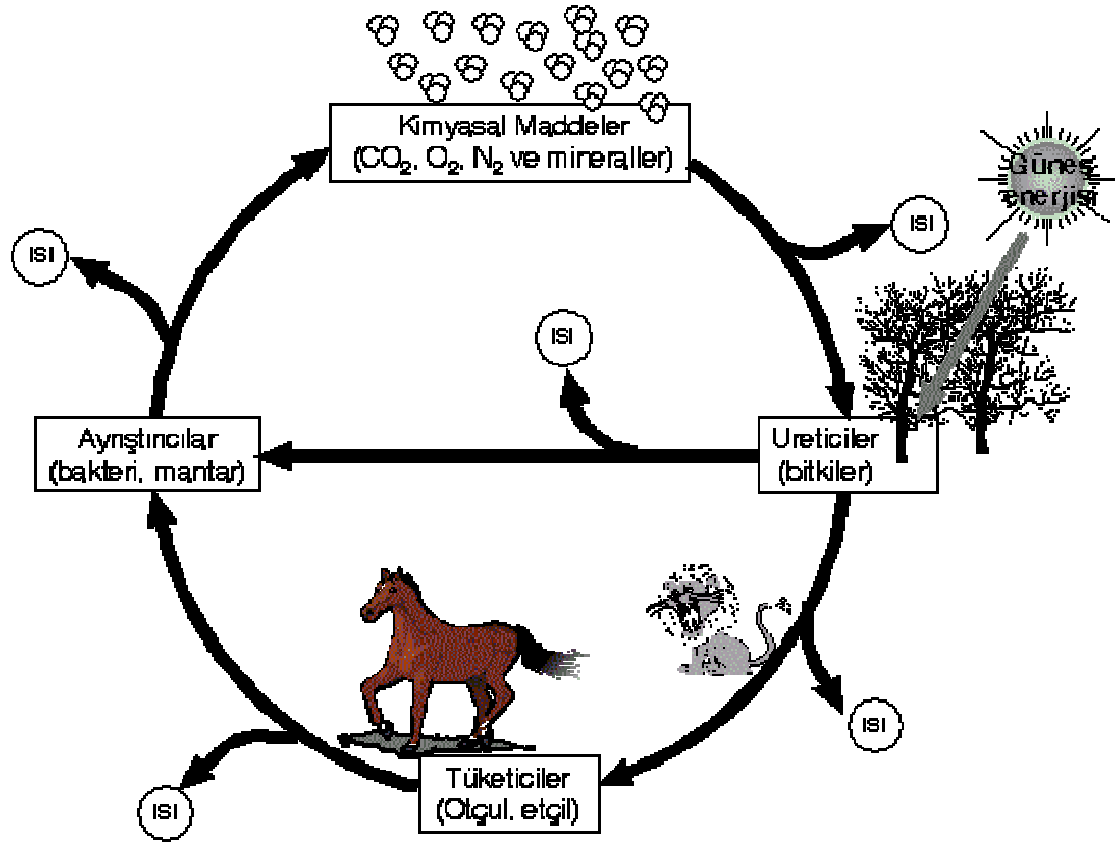 Kimyasal Maddeler
(CO₂, O₂, N₂ ve mineraller)
Güneş
enerjisi
ISI
ISI
ISI
Ayrıştırıcılar
(bakteri, mantar)
Üreticiler
(bitkiler)
ISI
ISI
Tüketiciler
(Otçul, etçil)